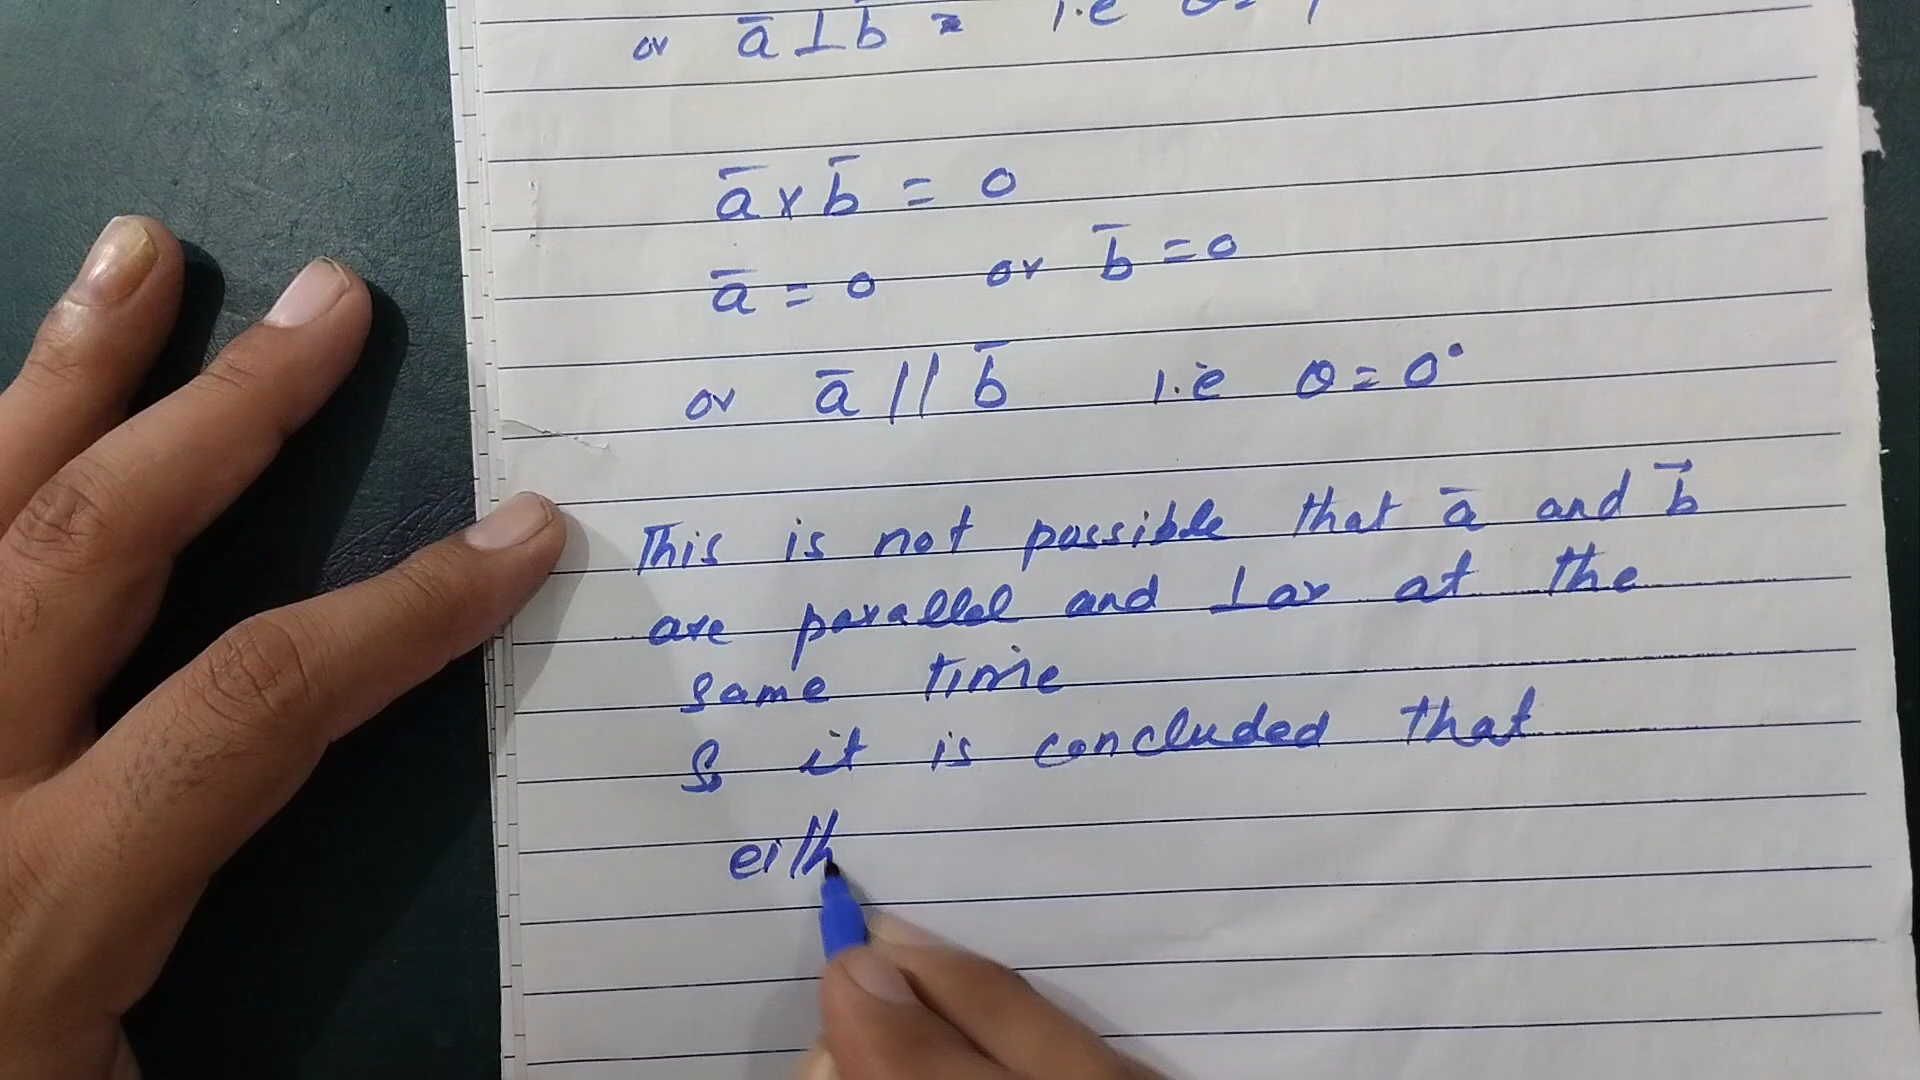 or a̅ ⊥ b̅ = i.e θ=
a̅ x b̅ = 0
a̅ = 0 or b̅ = 0
or a̅ // b̅ i.e θ = 0°
This is not possible that a̅ and b⃗
are parallel and ⊥ar at the
same time
So it is concluded that
eith